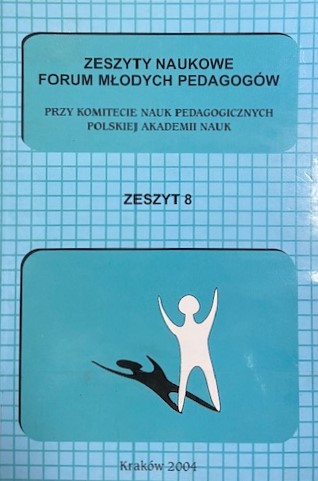 ZESZYTY NAUKOWE
FORUM MŁODYCH PEDAGOGÓW
PRZY KOMITECIE NAUK PEDAGOGICZNYCH
POLSKIEJ AKADEMII NAUK
ZESZYT 8
Kraków 2004